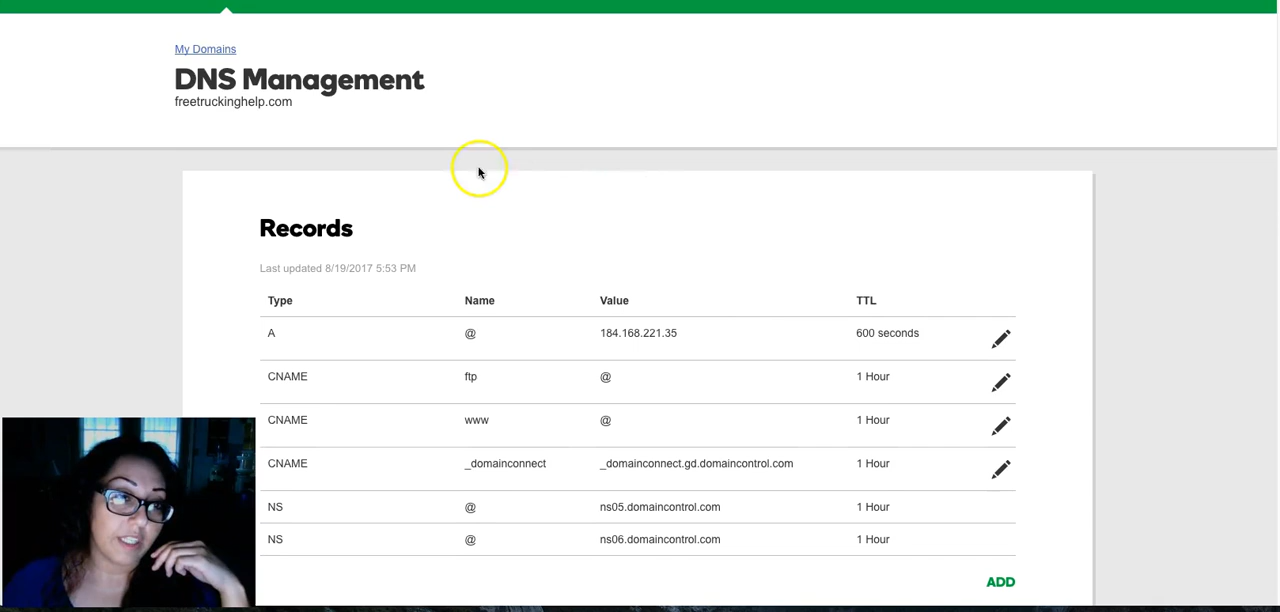 My Domains
DNS Management
freetruckinghelp.com
Records
Last updated 8/19/2017 5:53 PM
Type Name Value TTL
A @ 184.168.221.35 600 seconds
CNAME ftp @ 1 Hour
CNAME www @ 1 Hour
CNAME _domainconnect _domainconnect.gd.domaincontrol.com 1 Hour
NS @ ns05.domaincontrol.com 1 Hour
NS @ ns06.domaincontrol.com 1 Hour
ADD